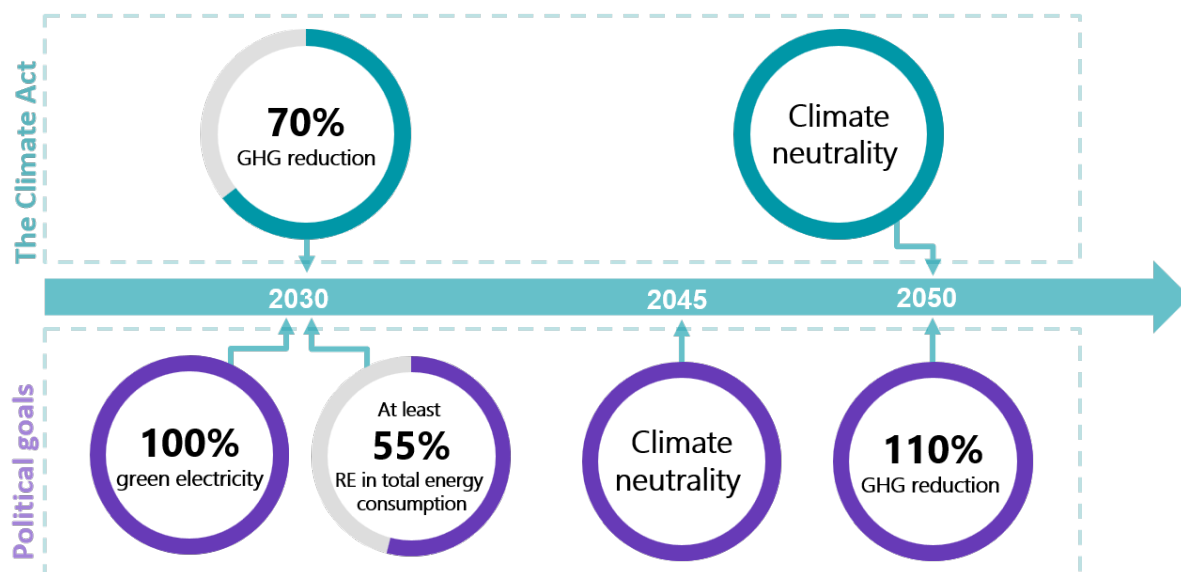 The Climate Act
70%
GHG reduction
Climate
neutrality
2030
2045
2050
Political goals
100%
green electricity
At least
55%
RE in total energy
consumption
Climate
neutrality
110%
GHG reduction